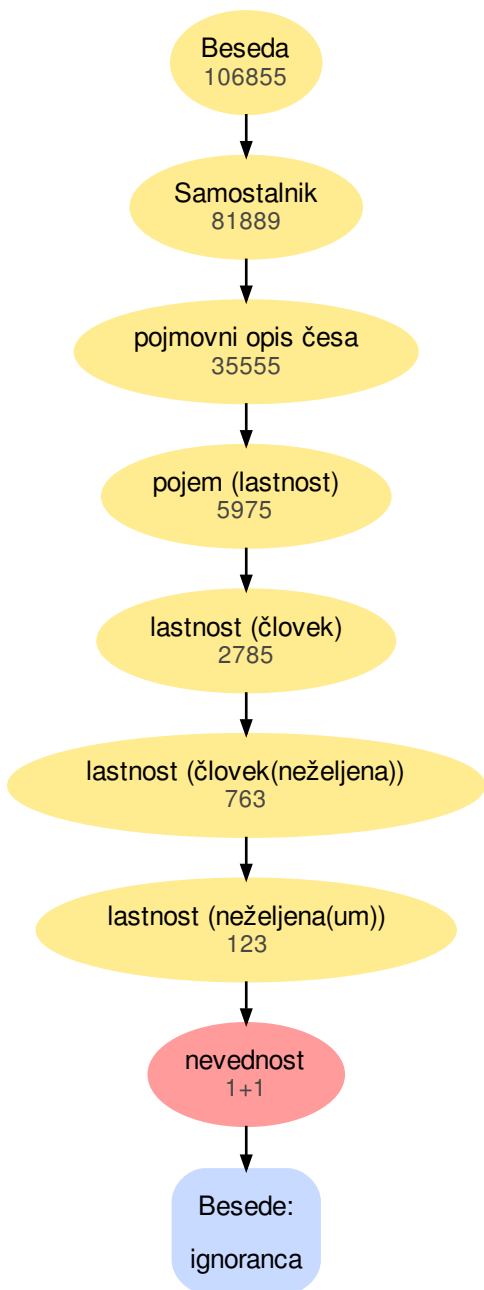 Beseda
106855
Samostalnik
81889
pojmovni opis česa
35555
pojem (lastnost)
5975
lastnost (človek)
2785
lastnost (človek(neželjena))
763
lastnost (neželjena(um))
123
nevednost
1+1
Besede:
ignoranca